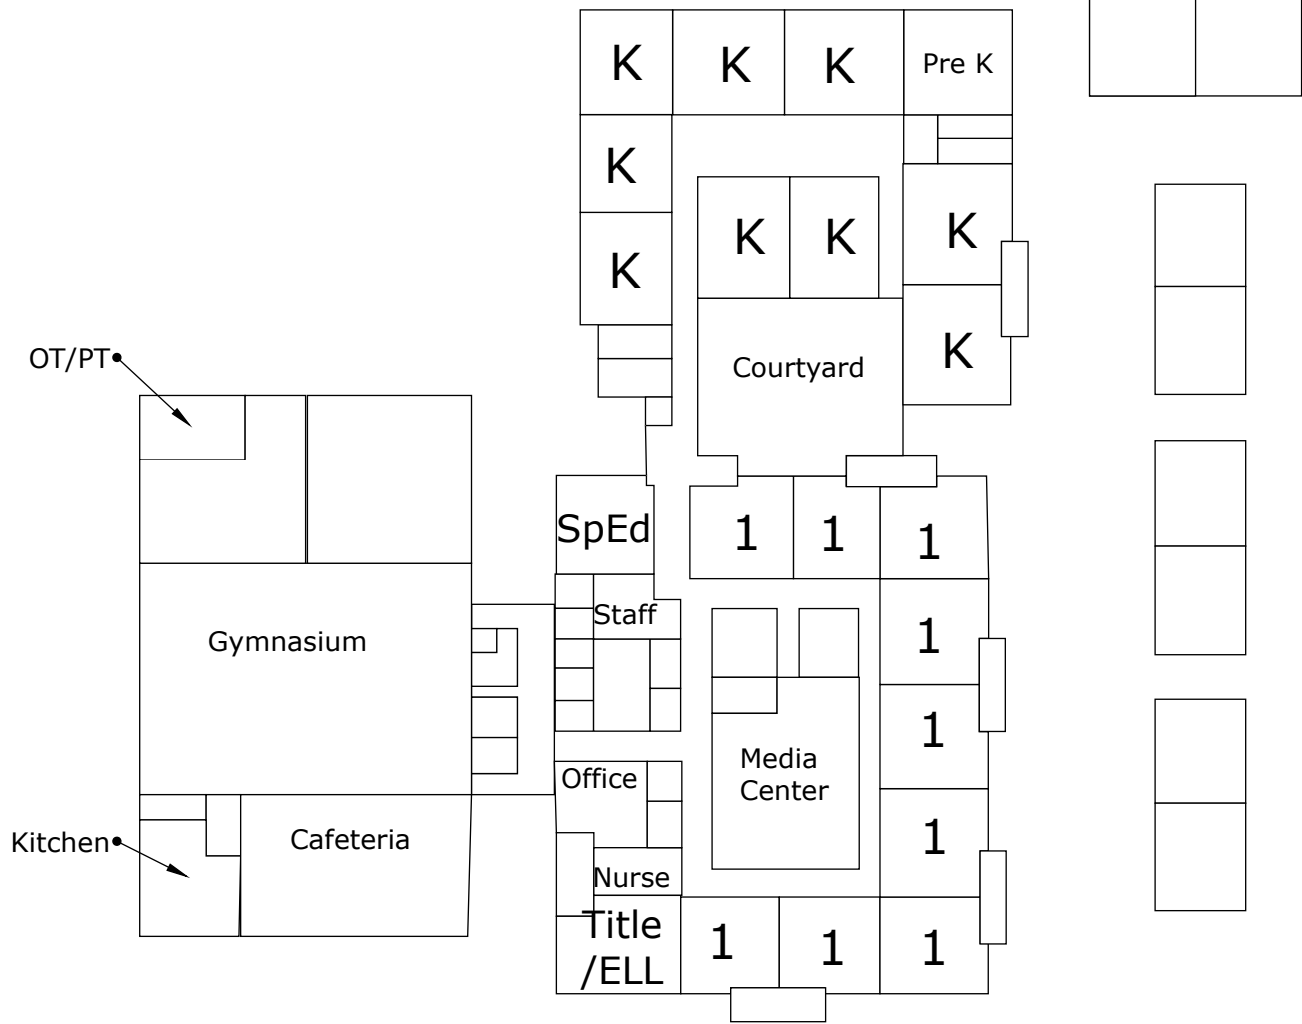 K
K
K
Pre K
K
K
K
K
K
K
Courtyard
OT/PT
SpEd
1
1
1
Staff
Gymnasium
1
1
Media
Center
Office
Kitchen
Cafeteria
1
Nurse
Title
/ELL
1
1
1